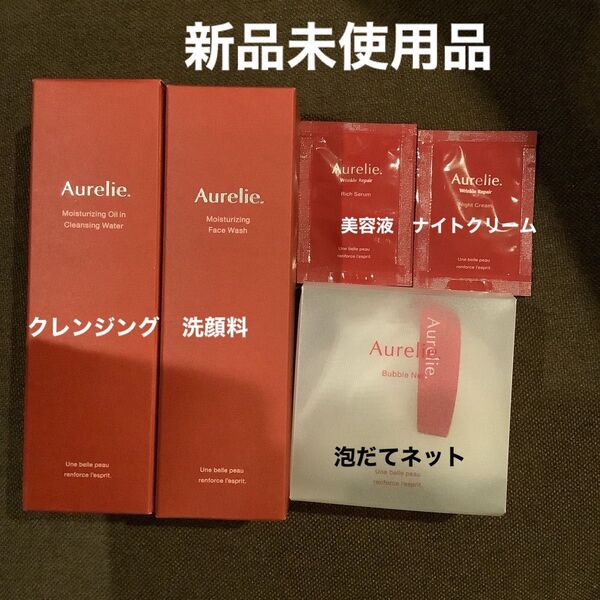 新品未使用品
Aurelie.
Moisturizing Oil in
Cleansing Water
クレンジング
Une belle peau
renforce l'esprit.
Aurelie.
Moisturizing
Face Wash
洗顔料
Une belle peau
renforce l'esprit.
Aurelie.
Wrinkle Repair
Rich Serum
美容液
Une belle peau
renforce l'esprit.
Aurelie.
Wrinkle Repair
Night Cream
ナイトクリーム
Une belle peau
renforce l'esprit.
Aurelie
Bubble Ne
Aurelie.
泡だてネット
Une belle peau
renforce l'esprit.